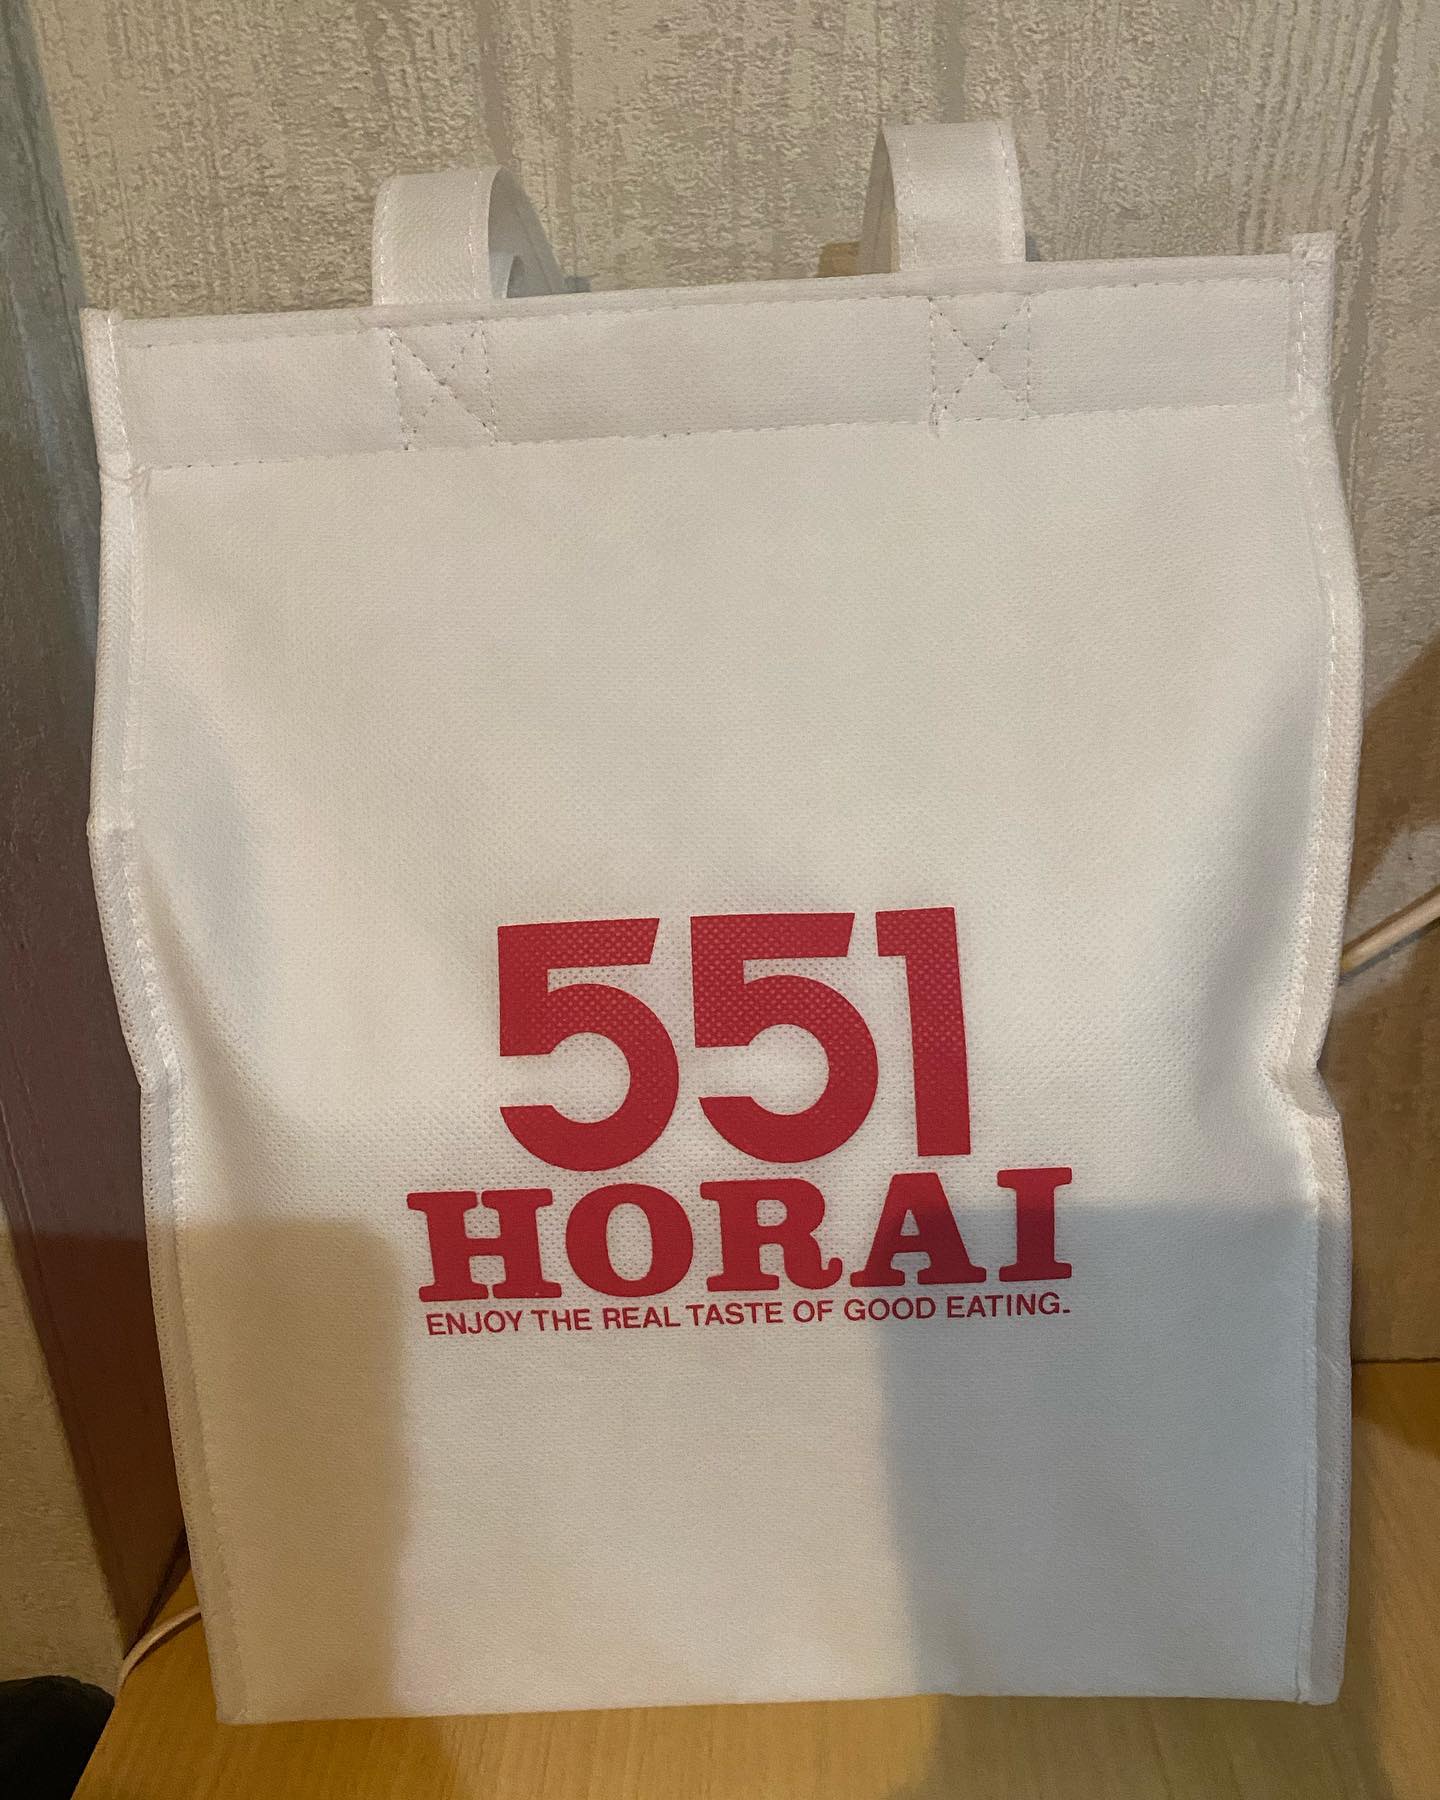 551
HORAI
ENJOY THE REAL TASTE OF GOOD EATING.